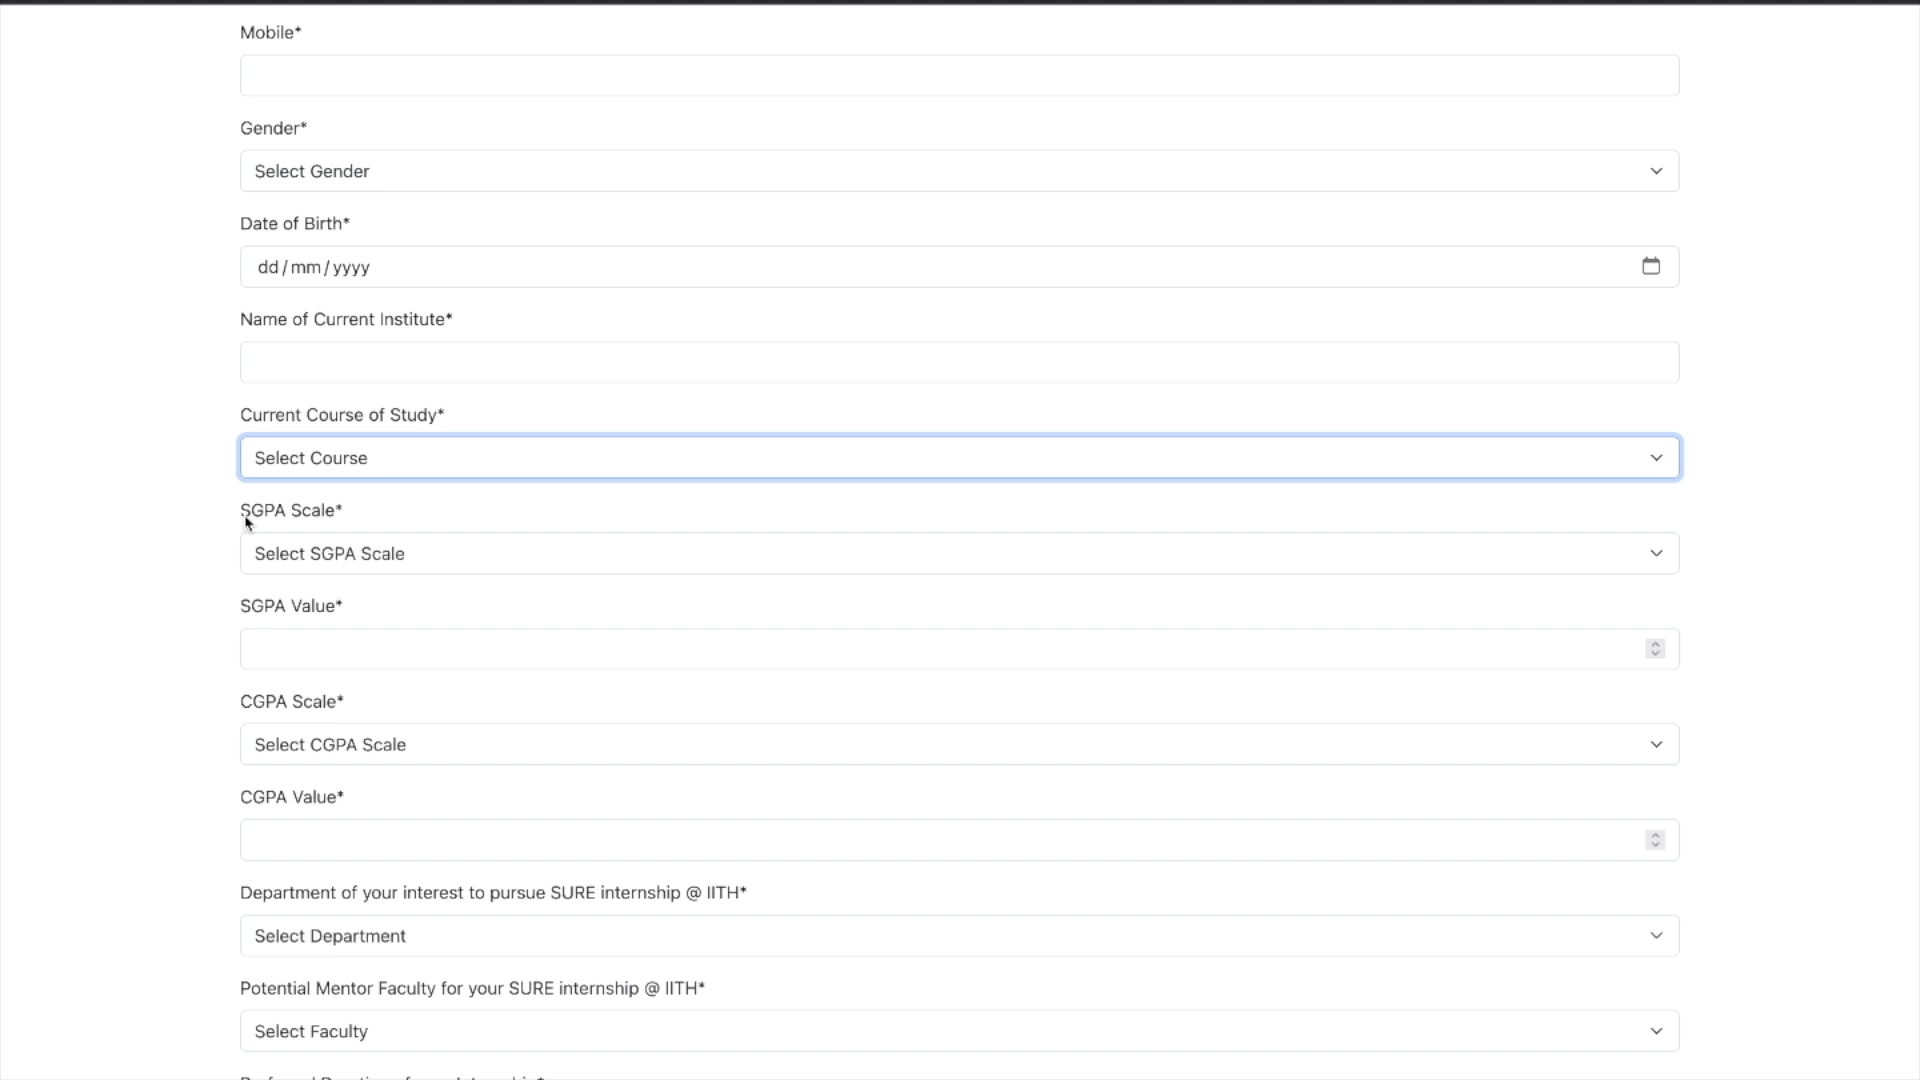 Mobile*
Gender*
Select Gender
Date of Birth*
dd/mm/yyyy
Name of Current Institute*
Current Course of Study*
Select Course
SGPA Scale*
Select SGPA Scale
SGPA Value*
CGPA Scale*
Select CGPA Scale
CGPA Value*
Department of your interest to pursue SURE internship @ IITH*
Select Department
Potential Mentor Faculty for your SURE internship @ IITH*
Select Faculty